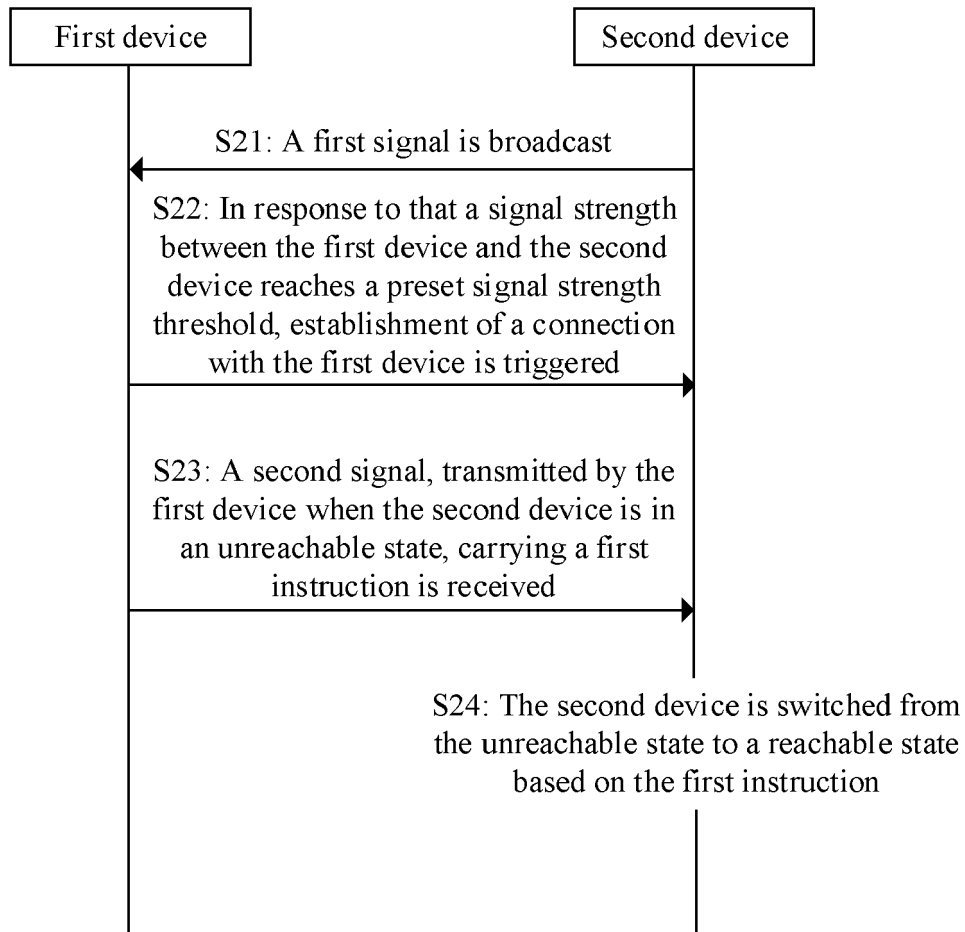 First device
Second device
S21: A first signal is broadcast
S22: In response to that a signal strength
between the first device and the second
device reaches a preset signal strength
threshold, establishment of a connection
with the first device is triggered
S23: A second signal, transmitted by the
first device when the second device is in
an unreachable state, carrying a first
instruction is received
S24: The second device is switched from
the unreachable state to a reachable state
based on the first instruction